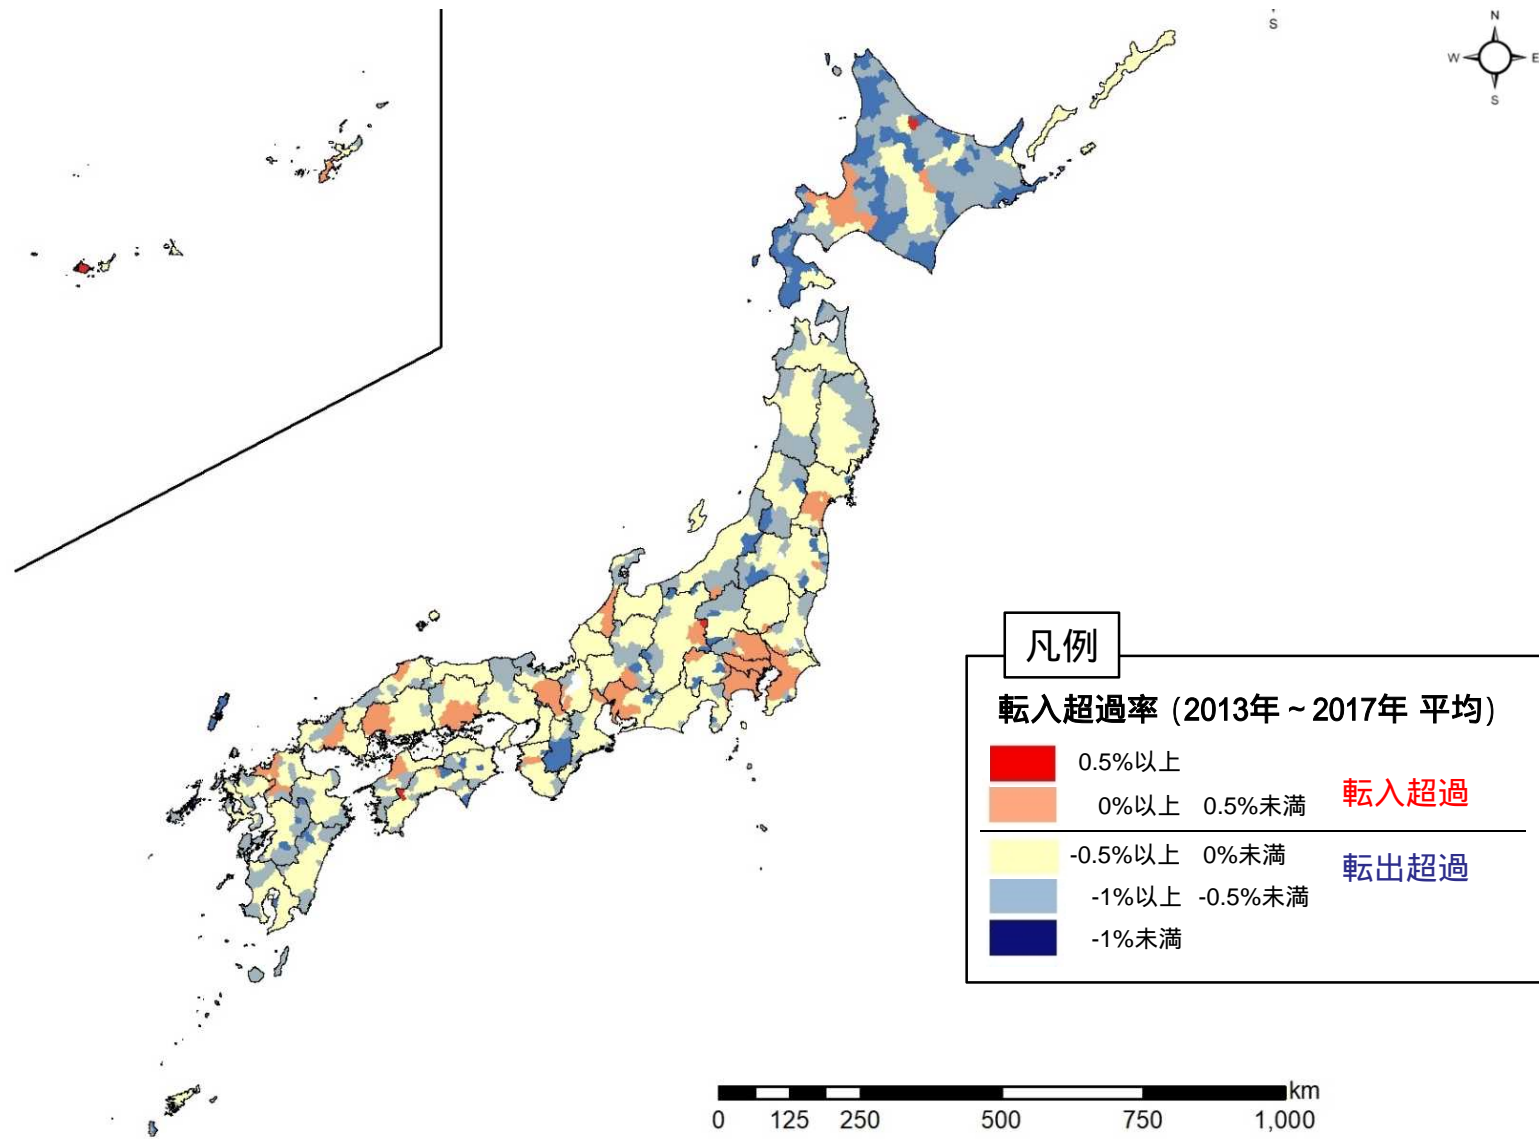 S
N
W E
S
凡例
転入超過率（2013年～2017年 平均）
0.5%以上
0%以上 0.5%未満
転入超過
-0.5%以上 0%未満
転出超過
-1%以上 -0.5%未満
-1%未満
km
0 125 250 500 750 1,000